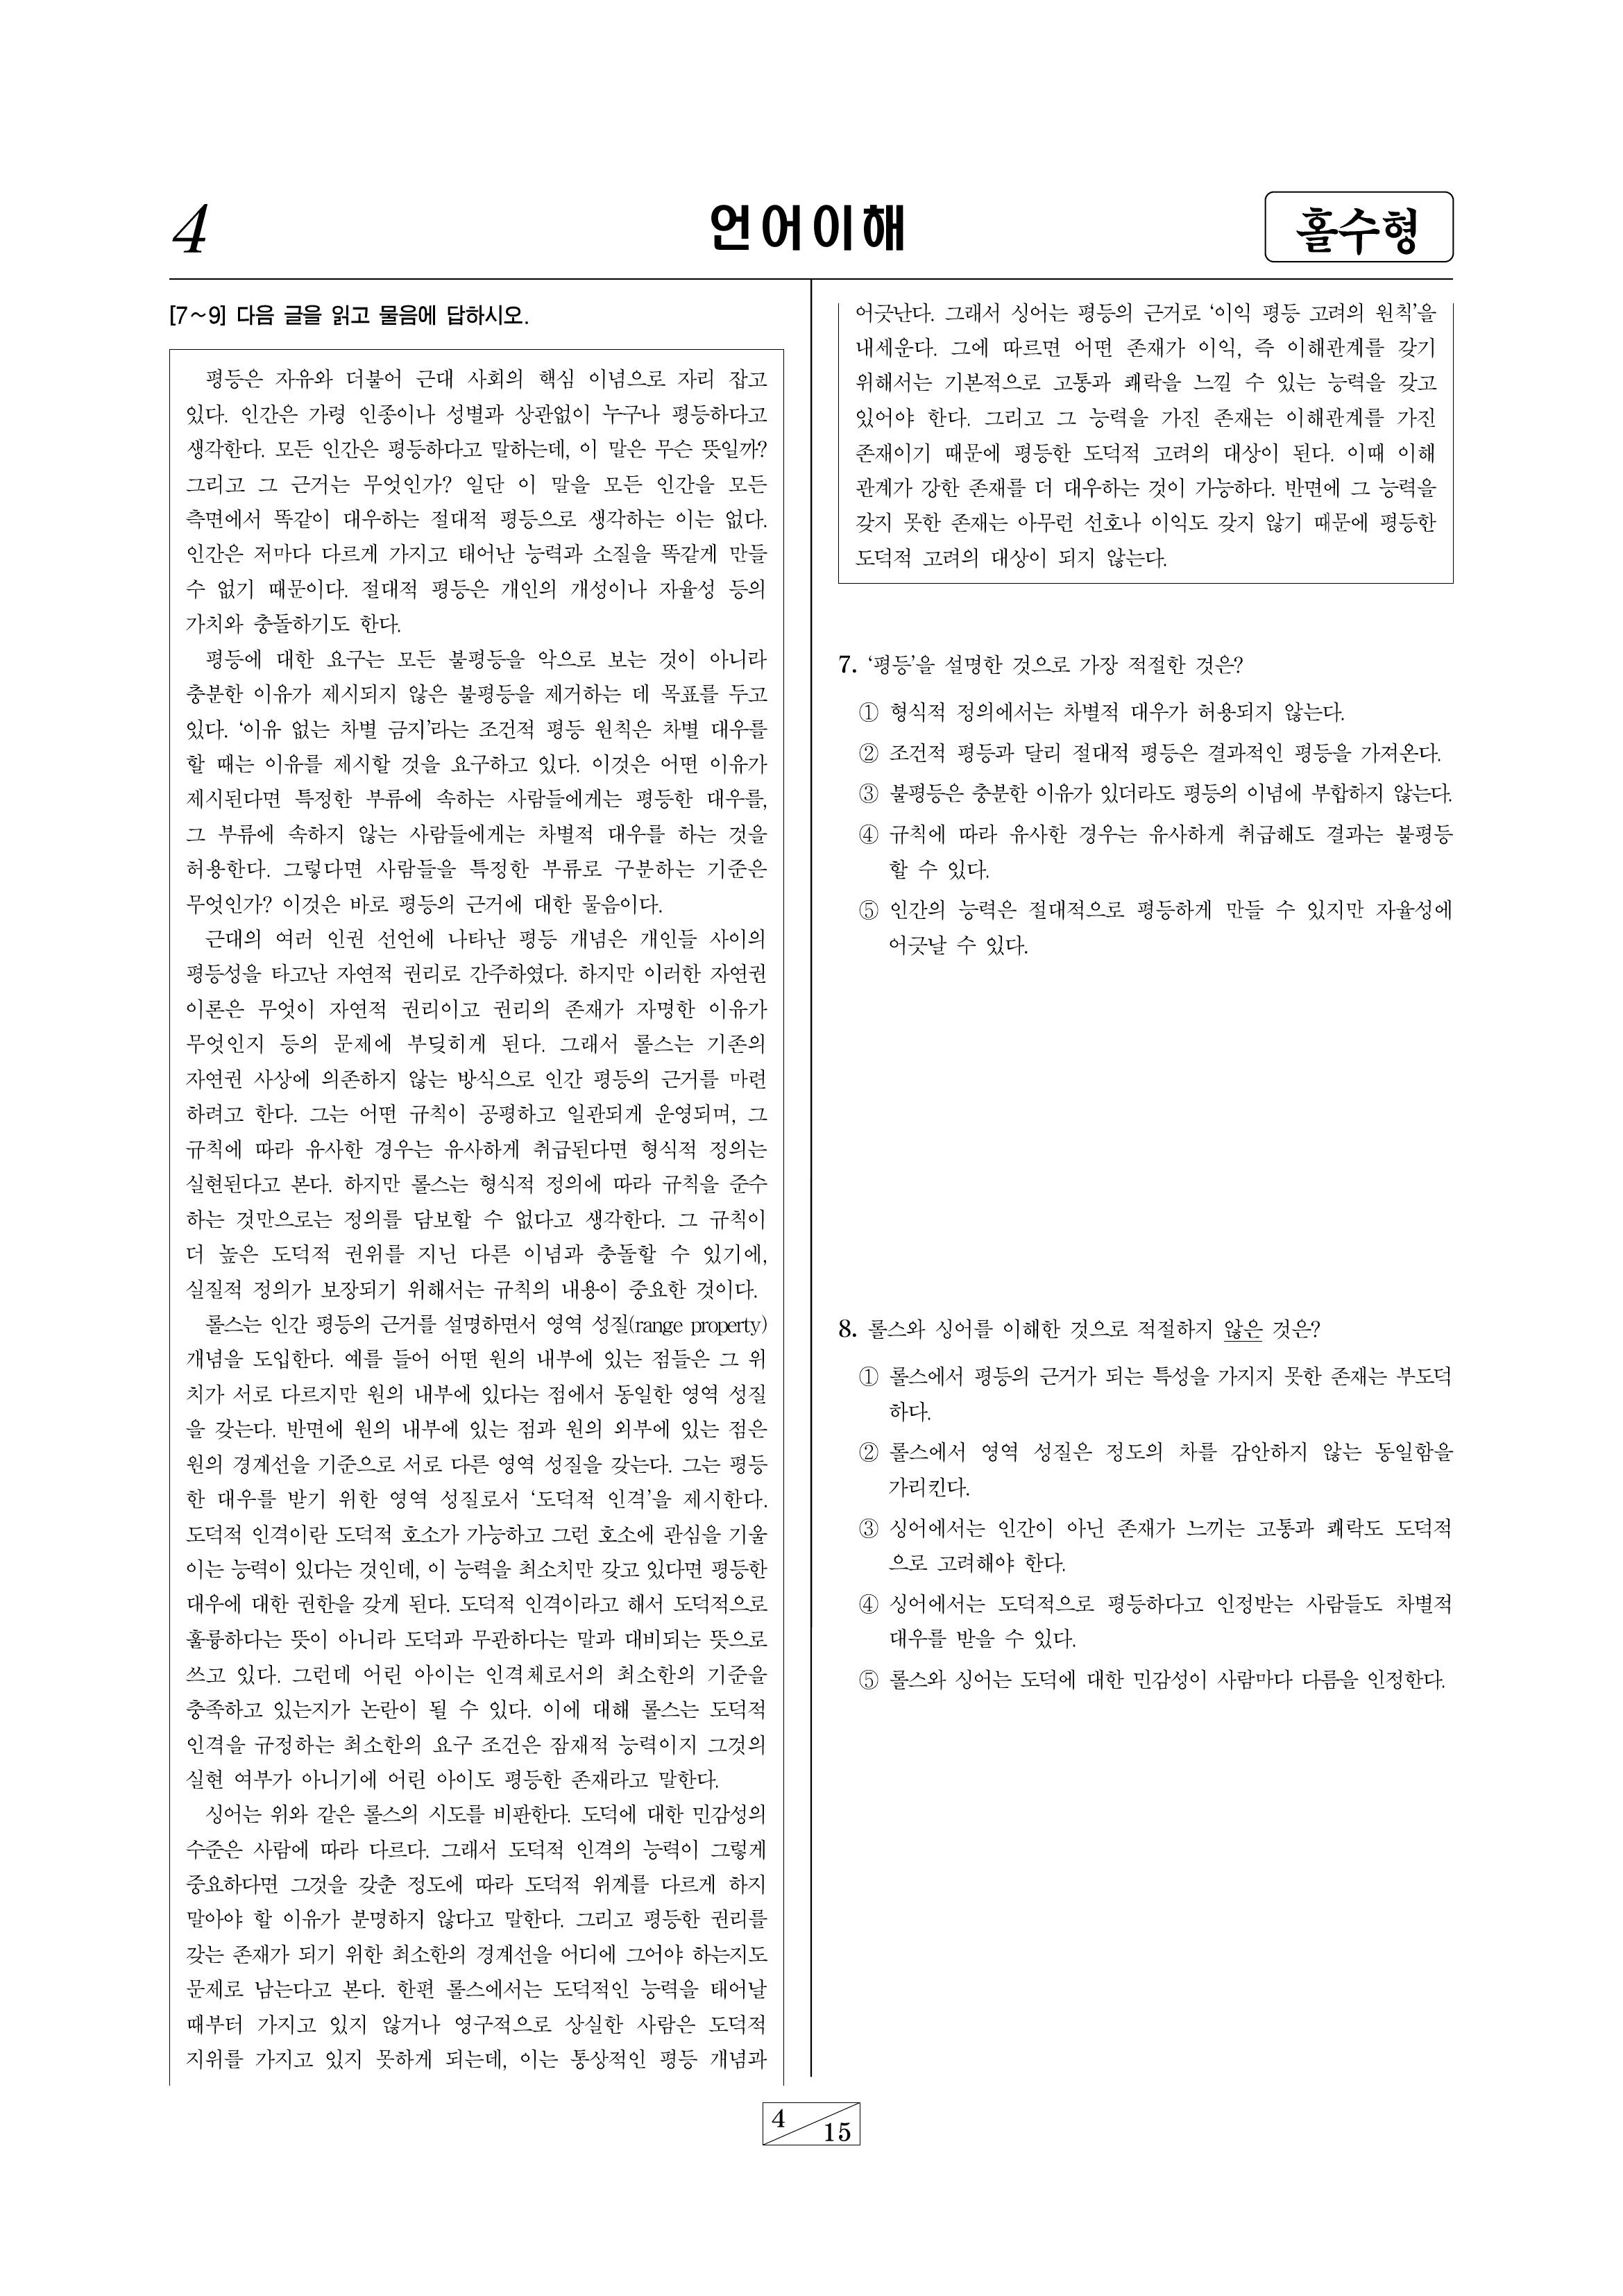 4
언어이해
홀수형
[7~9] 다음 글을 읽고 물음에 답하시오.
평등은 자유와 더불어 근대 사회의 핵심 이념으로 자리 잡고
있다. 인간은 가령 인종이나 성별과 상관없이 누구나 평등하다고
생각한다. 모든 인간은 평등하다고 말하는데, 이 말은 무슨 뜻일까?
그리고 그 근거는 무엇인가? 일단 이 말을 모든 인간을 모든
측면에서 똑같이 대우하는 절대적 평등으로 생각하는 이는 없다.
인간은 저마다 다르게 가지고 태어난 능력과 소질을 똑같게 만들
수 없기 때문이다. 절대적 평등은 개인의 개성이나 자율성 등의
가치와 충돌하기도 한다.
평등에 대한 요구는 모든 불평등을 악으로 보는 것이 아니라
충분한 이유가 제시되지 않은 불평등을 제거하는 데 목표를 두고
있다. ‘이유 없는 차별 금지’라는 조건적 평등 원칙은 차별 대우를
할 때는 이유를 제시할 것을 요구하고 있다. 이것은 어떤 이유가
제시된다면 특정한 부류에 속하는 사람들에게는 평등한 대우를,
그 부류에 속하지 않는 사람들에게는 차별적 대우를 하는 것을
허용한다. 그렇다면 사람들을 특정한 부류로 구분하는 기준은
무엇인가? 이것은 바로 평등의 근거에 대한 물음이다.
근대의 여러 인권 선언에 나타난 평등 개념은 개인들 사이의
평등성을 타고난 자연적 권리로 간주하였다. 하지만 이러한 자연권
이론은 무엇이 자연적 권리이고 권리의 존재가 자명한 이유가
무엇인지 등의 문제에 부딪히게 된다. 그래서 롤스는 기존의
자연권 사상에 의존하지 않는 방식으로 인간 평등의 근거를 마련
하려고 한다. 그는 어떤 규칙이 공평하고 일관되게 운영되며, 그
규칙에 따라 유사한 경우는 유사하게 취급된다면 형식적 정의는
실현된다고 본다. 하지만 롤스는 형식적 정의에 따라 규칙을 준수
하는 것만으로는 정의를 담보할 수 없다고 생각한다. 그 규칙이
더 높은 도덕적 권위를 지닌 다른 이념과 충돌할 수 있기에,
실질적 정의가 보장되기 위해서는 규칙의 내용이 중요한 것이다.
롤스는 인간 평등의 근거를 설명하면서 영역 성질(range property)
개념을 도입한다. 예를 들어 어떤 원의 내부에 있는 점들은 그 위
치가 서로 다르지만 원의 내부에 있다는 점에서 동일한 영역 성질
을 갖는다. 반면에 원의 내부에 있는 점과 원의 외부에 있는 점은
원의 경계선을 기준으로 서로 다른 영역 성질을 갖는다. 그는 평등
한 대우를 받기 위한 영역 성질로서 ‘도덕적 인격’을 제시한다.
도덕적 인격이란 도덕적 호소가 가능하고 그런 호소에 관심을 기울
이는 능력이 있다는 것인데, 이 능력을 최소치만 갖고 있다면 평등한
대우에 대한 권한을 갖게 된다. 도덕적 인격이라고 해서 도덕적으로
훌륭하다는 뜻이 아니라 도덕과 무관하다는 말과 대비되는 뜻으로
쓰고 있다. 그런데 어린 아이는 인격체로서의 최소한의 기준을
충족하고 있는지가 논란이 될 수 있다. 이에 대해 롤스는 도덕적
인격을 규정하는 최소한의 요구 조건은 잠재적 능력이지 그것의
실현 여부가 아니기에 어린 아이도 평등한 존재라고 말한다.
싱어는 위와 같은 롤스의 시도를 비판한다. 도덕에 대한 민감성의
수준은 사람에 따라 다르다. 그래서 도덕적 인격의 능력이 그렇게
중요하다면 그것을 갖춘 정도에 따라 도덕적 위계를 다르게 하지
말아야 할 이유가 분명하지 않다고 말한다. 그리고 평등한 권리를
갖는 존재가 되기 위한 최소한의 경계선을 어디에 그어야 하는지도
문제로 남는다고 본다. 한편 롤스에서는 도덕적인 능력을 태어날
때부터 가지고 있지 않거나 영구적으로 상실한 사람은 도덕적
지위를 가지고 있지 못하게 되는데, 이는 통상적인 평등 개념과
어긋난다. 그래서 싱어는 평등의 근거로 ‘이익 평등 고려의 원칙’을
내세운다. 그에 따르면 어떤 존재가 이익, 즉 이해관계를 갖기
위해서는 기본적으로 고통과 쾌락을 느낄 수 있는 능력을 갖고
있어야 한다. 그리고 그 능력을 가진 존재는 이해관계를 가진
존재이기 때문에 평등한 도덕적 고려의 대상이 된다. 이때 이해
관계가 강한 존재를 더 대우하는 것이 가능하다. 반면에 그 능력을
갖지 못한 존재는 아무런 선호나 이익도 갖지 않기 때문에 평등한
도덕적 고려의 대상이 되지 않는다.
7. ‘평등’을 설명한 것으로 가장 적절한 것은?
① 형식적 정의에서는 차별적 대우가 허용되지 않는다.
② 조건적 평등과 달리 절대적 평등은 결과적인 평등을 가져온다.
③ 불평등은 충분한 이유가 있더라도 평등의 이념에 부합하지 않는다.
④ 규칙에 따라 유사한 경우는 유사하게 취급해도 결과는 불평등
할 수 있다.
⑤ 인간의 능력은 절대적으로 평등하게 만들 수 있지만 자율성에
어긋날 수 있다.
8. 롤스와 싱어를 이해한 것으로 적절하지 않은 것은?
① 롤스에서 평등의 근거가 되는 특성을 가지지 못한 존재는 부도덕
하다.
② 롤스에서 영역 성질은 정도의 차를 감안하지 않는 동일함을
가리킨다.
③ 싱어에서는 인간이 아닌 존재가 느끼는 고통과 쾌락도 도덕적
으로 고려해야 한다.
④ 싱어에서는 도덕적으로 평등하다고 인정받는 사람들도 차별적
대우를 받을 수 있다.
⑤ 롤스와 싱어는 도덕에 대한 민감성이 사람마다 다름을 인정한다.
4
15